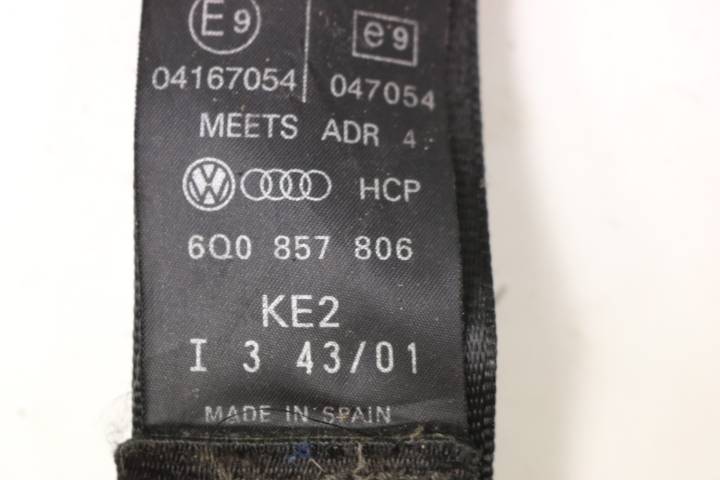 E9 e9
04167054 047054
MEETS ADR 4
HCP
6Q0 857 806
KE2
I 3 43/01
MADE IN SPAIN